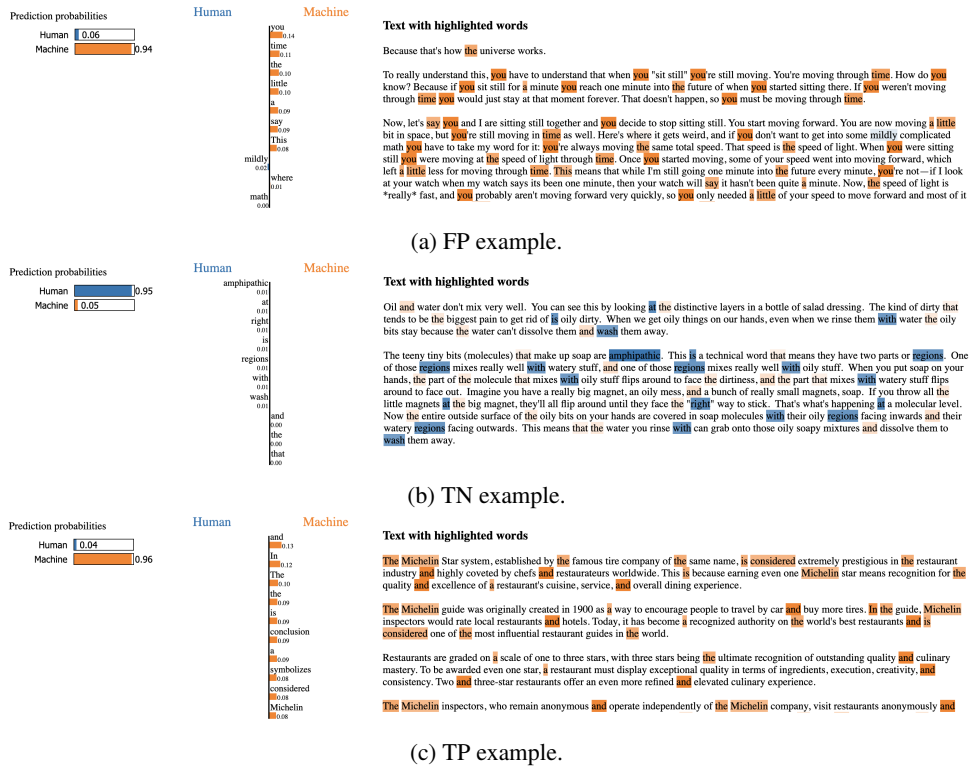 Prediction probabilities
Human 0.06
Machine 0.94
Human Machine
you
0.14
time
0.11
the
0.10
little
0.10
a
0.09
say
0.09
This
0.08
mildly
0.02
where
0.01
math
0.00
Text with highlighted words
Because that's how the universe works.
To really understand this, you have to understand that when you "sit still" you're still moving. You're moving through time. How do you
know? Because if you sit still for a minute you reach one minute into the future of when you started sitting there. If you weren't moving
through time you would just stay at that moment forever. That doesn't happen, so you must be moving through time.
Now, let's say you and I are sitting still together and you decide to stop sitting still. You start moving forward. You are now moving a little
bit in space, but you're still moving in time as well. Here's where it gets weird, and if you don't want to get into some mildly complicated
math you have to take my word for it: you're always moving the same total speed. That speed is the speed of light. When you were sitting
still you were moving at the speed of light through time. Once you started moving, some of your speed went into moving forward, which
left a little less for moving through time. This means that while I'm still going one minute into the future every minute, you're not—if I look
at your watch when my watch says its been one minute, then your watch will say it hasn't been quite a minute. Now, the speed of light is
*really* fast, and you probably aren't moving forward very quickly, so you only needed a little of your speed to move forward and most of it
(a) FP example.
Prediction probabilities
Human 0.95
Machine 0.05
Human Machine
amphipathic
0.01
at
0.01
right
0.01
is
0.01
regions
0.01
with
0.01
wash
0.01
and
0.00
the
0.00
that
0.00
Text with highlighted words
Oil and water don't mix very well. You can see this by looking at the distinctive layers in a bottle of salad dressing. The kind of dirty that
tends to be the biggest pain to get rid of is oily dirty. When we get oily things on our hands, even when we rinse them with water the oily
bits stay because the water can't dissolve them and wash them away.
The teeny tiny bits (molecules) that make up soap are amphipathic. This is a technical word that means they have two parts or regions. One
of those regions mixes really well with watery stuff, and one of those regions mixes really well with oily stuff. When you put soap on your
hands, the part of the molecule that mixes with oily stuff flips around to face the dirtiness, and the part that mixes with watery stuff flips
around to face out. Imagine you have a really big magnet, an oily mess, and a bunch of really small magnets, soap. If you throw all the
little magnets at the big magnet, they'll all flip around until they face the "right" way to stick. That's what's happening at a molecular level.
Now the entire outside surface of the oily bits on your hands are covered in soap molecules with their oily regions facing inwards and their
watery regions facing outwards. This means that the water you rinse with can grab onto those oily soapy mixtures and dissolve them to
wash them away.
(b) TN example.
Prediction probabilities
Human 0.04
Machine 0.96
Human Machine
and
0.13
In
0.12
The
0.10
the
0.09
is
0.09
conclusion
0.09
a
0.09
symbolizes
0.08
considered
0.08
Michelin
0.08
Text with highlighted words
The Michelin Star system, established by the famous tire company of the same name, is considered extremely prestigious in the restaurant
industry and highly coveted by chefs and restaurateurs worldwide. This is because earning even one Michelin star means recognition for the
quality and excellence of a restaurant's cuisine, service, and overall dining experience.
The Michelin guide was originally created in 1900 as a way to encourage people to travel by car and buy more tires. In the guide, Michelin
inspectors would rate local restaurants and hotels. Today, it has become a recognized authority on the world's best restaurants and is
considered one of the most influential restaurant guides in the world.
Restaurants are graded on a scale of one to three stars, with three stars being the ultimate recognition of outstanding quality and culinary
mastery. To be awarded even one star, a restaurant must display exceptional quality in terms of ingredients, execution, creativity, and
consistency. Two and three-star restaurants offer an even more refined and elevated culinary experience.
The Michelin inspectors, who remain anonymous and operate independently of the Michelin company, visit restaurants anonymously and
(c) TP example.